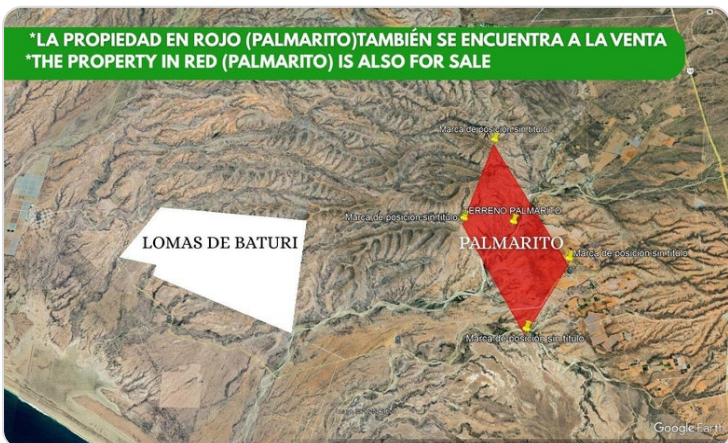 *LA PROPIEDAD EN ROJO (PALMARITO)TAMBIÉN SE ENCUENTRA A LA VENTA
*THE PROPERTY IN RED (PALMARITO) IS ALSO FOR SALE
Marca de posición sin título
TERRENO PALMARITO
Marca de posición sin título
LOMAS DE BATURI
PALMARITO
Marca de posición sin título
Marca de posición sin título
Google Earth